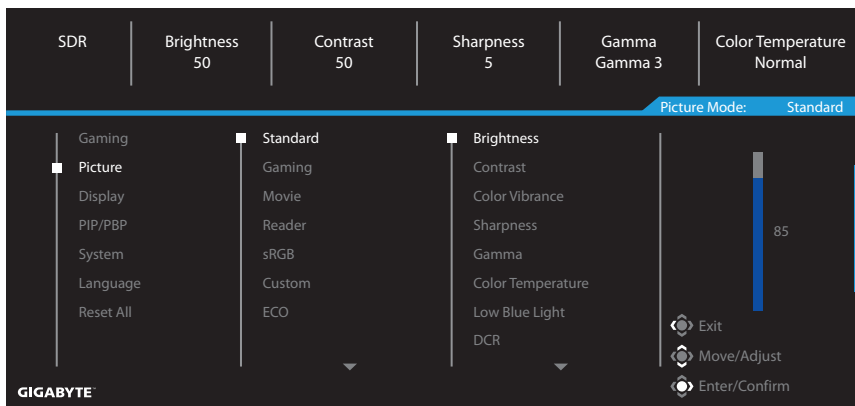 SDR
Brightness
50
Contrast
50
Sharpness
5
Gamma
Gamma 3
Color Temperature
Normal
Picture Mode: Standard
Gaming
Picture
Display
PIP/PBP
System
Language
Reset All
Standard
Gaming
Movie
Reader
sRGB
Custom
ECO
Brightness
Contrast
Color Vibrance
Sharpness
Gamma
Color Temperature
Low Blue Light
DCR
85
Exit
Move/Adjust
Enter/Confirm
GIGABYTE™